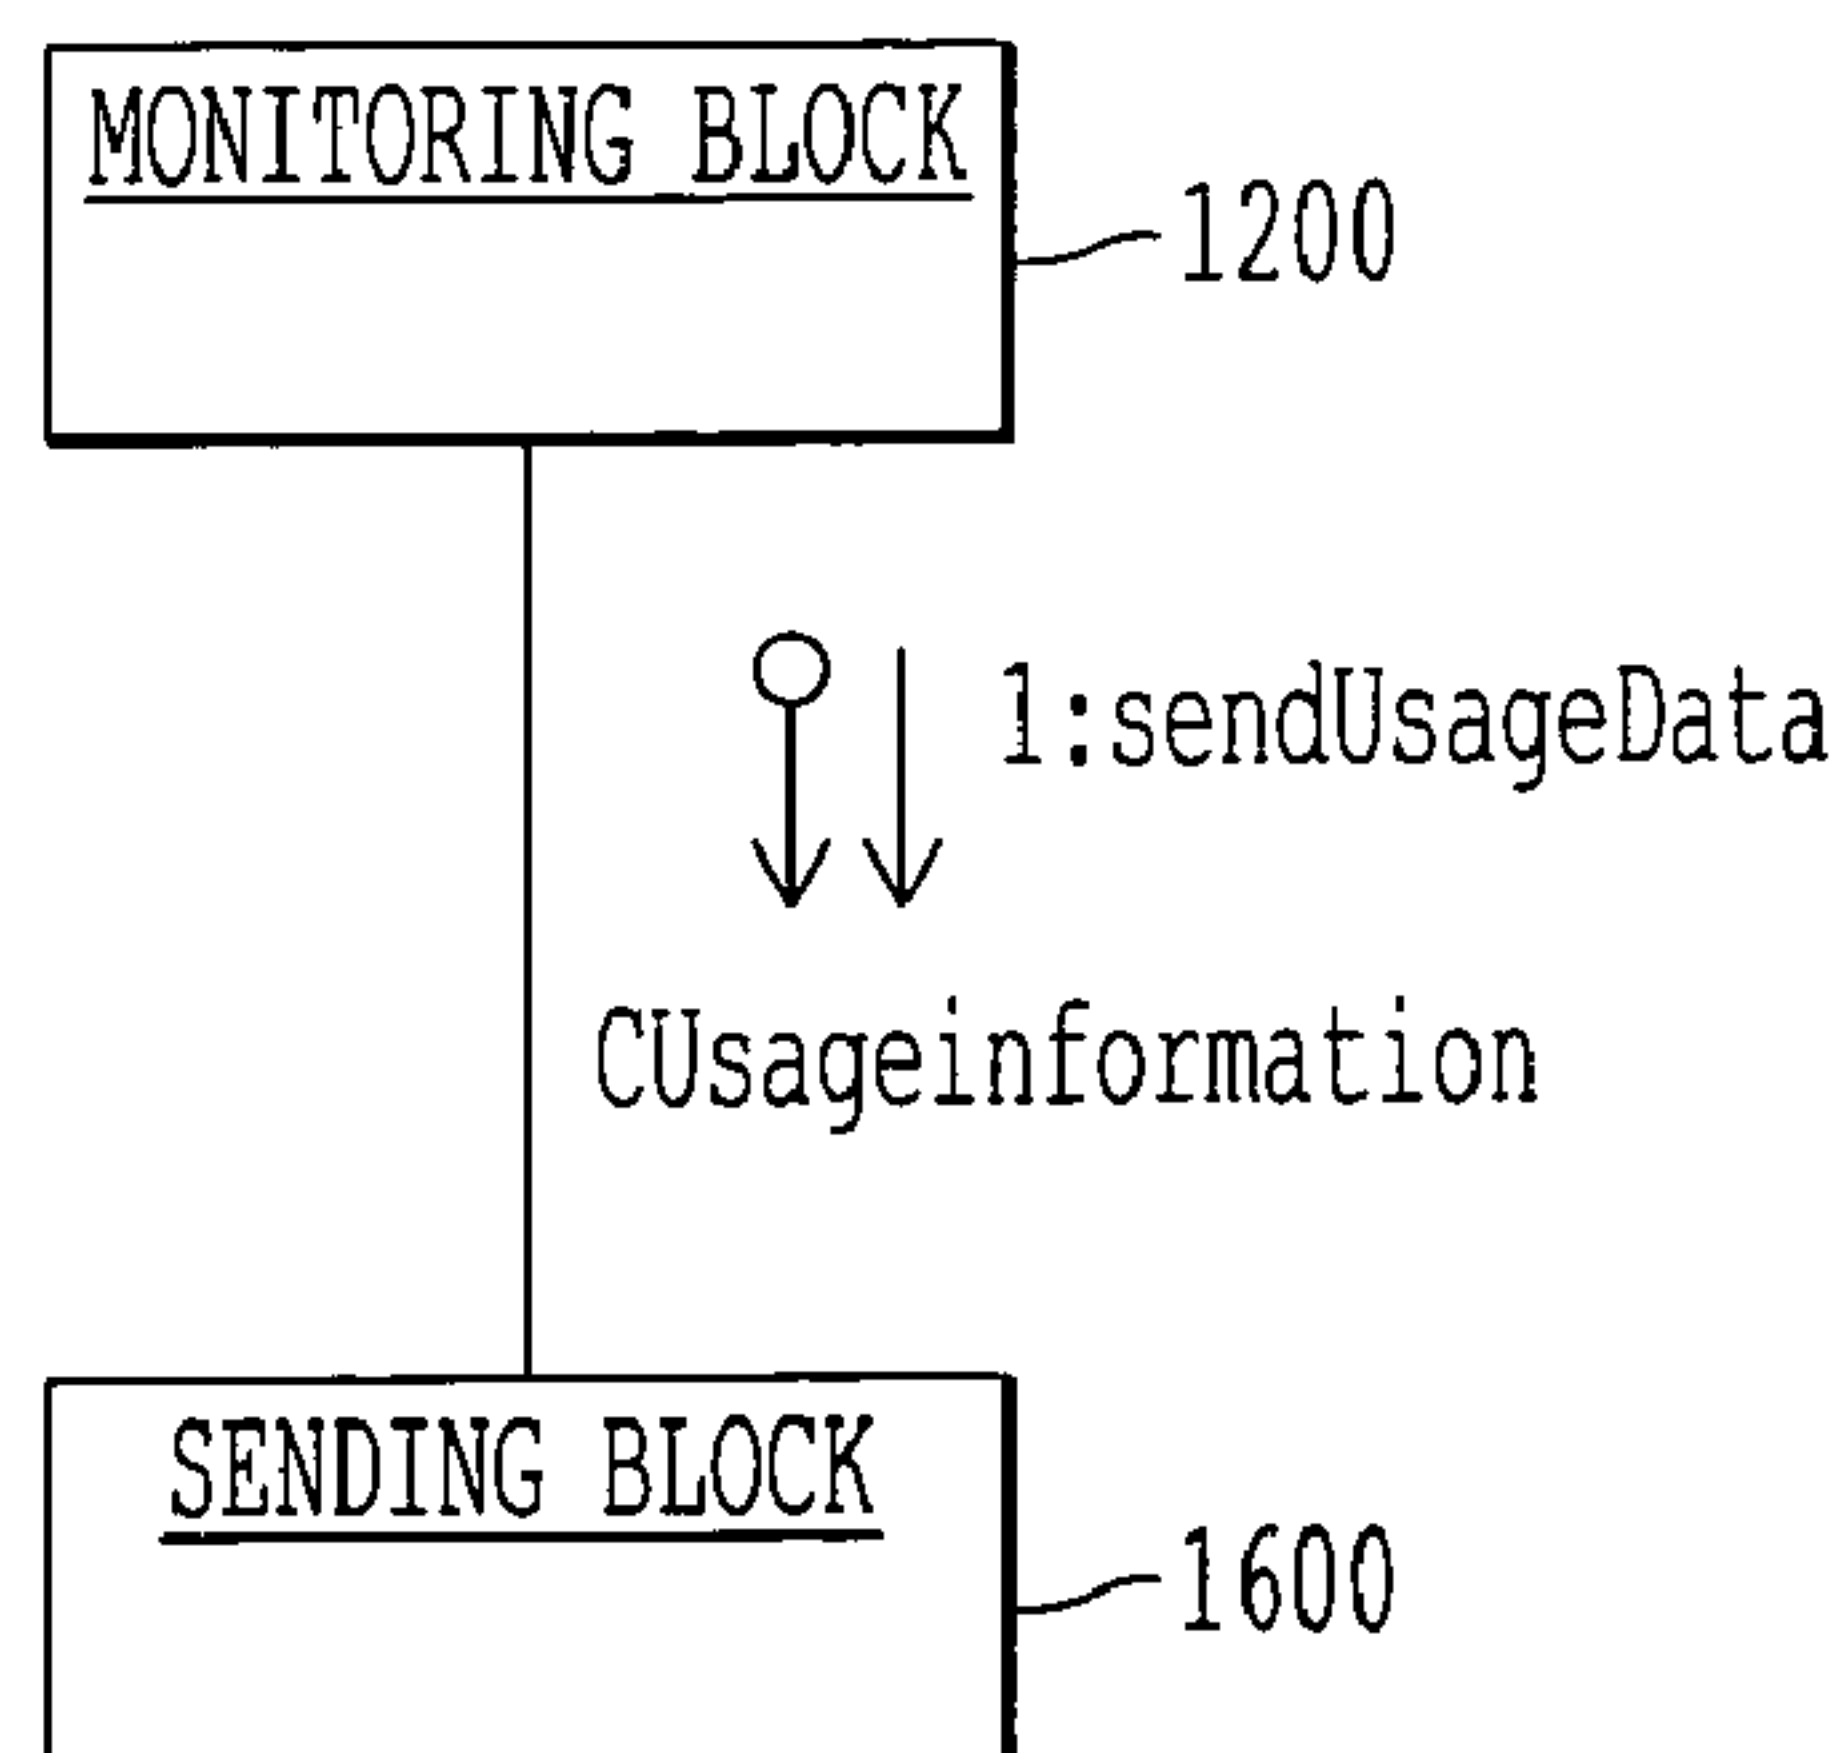 MONITORING BLOCK
1200
1:sendUsageData
CUsageinformation
SENDING BLOCK
1600